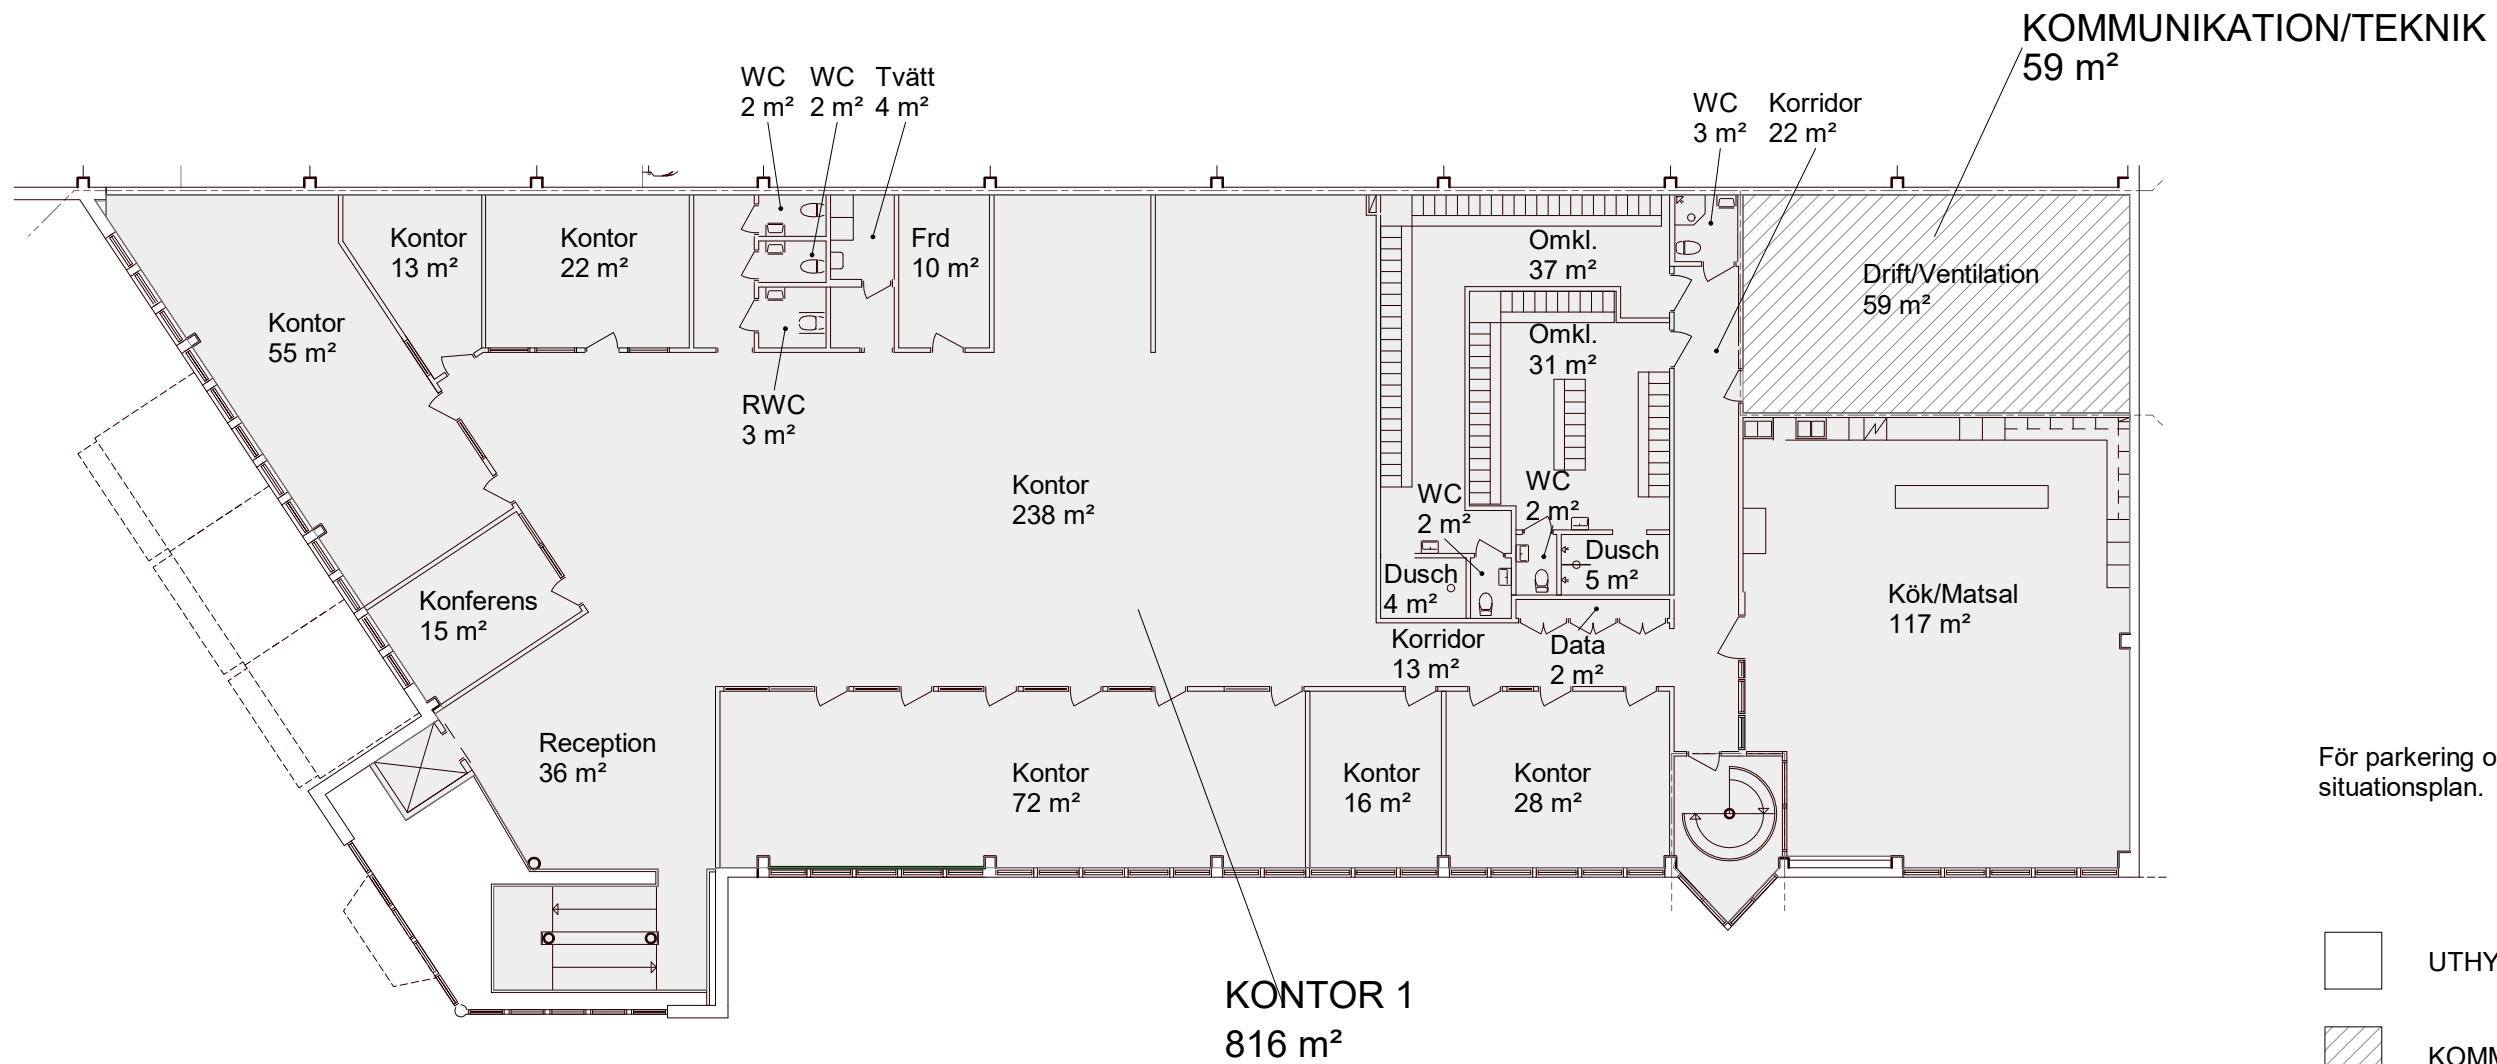 KOMMUNIKATION/TEKNIK
59 m²
WC
2 m²
WC
2 m²
Tvätt
4 m²
WC
3 m²
Korridor
22 m²
Kontor
13 m²
Kontor
22 m²
Frd
10 m²
Omkl.
37 m²
Drift/Ventilation
59 m²
Kontor
55 m²
Omkl.
31 m²
RWC
3 m²
Kontor
238 m²
WC
2 m²
WC
2 m²
Dusch
4 m²
Dusch
5 m²
Konferens
15 m²
Kök/Matsal
117 m²
Korridor
13 m²
Data
2 m²
Reception
36 m²
Kontor
72 m²
Kontor
16 m²
Kontor
28 m²
För parkering o
situationsplan.
UTHY
KONTOR 1
816 m²
KOMM